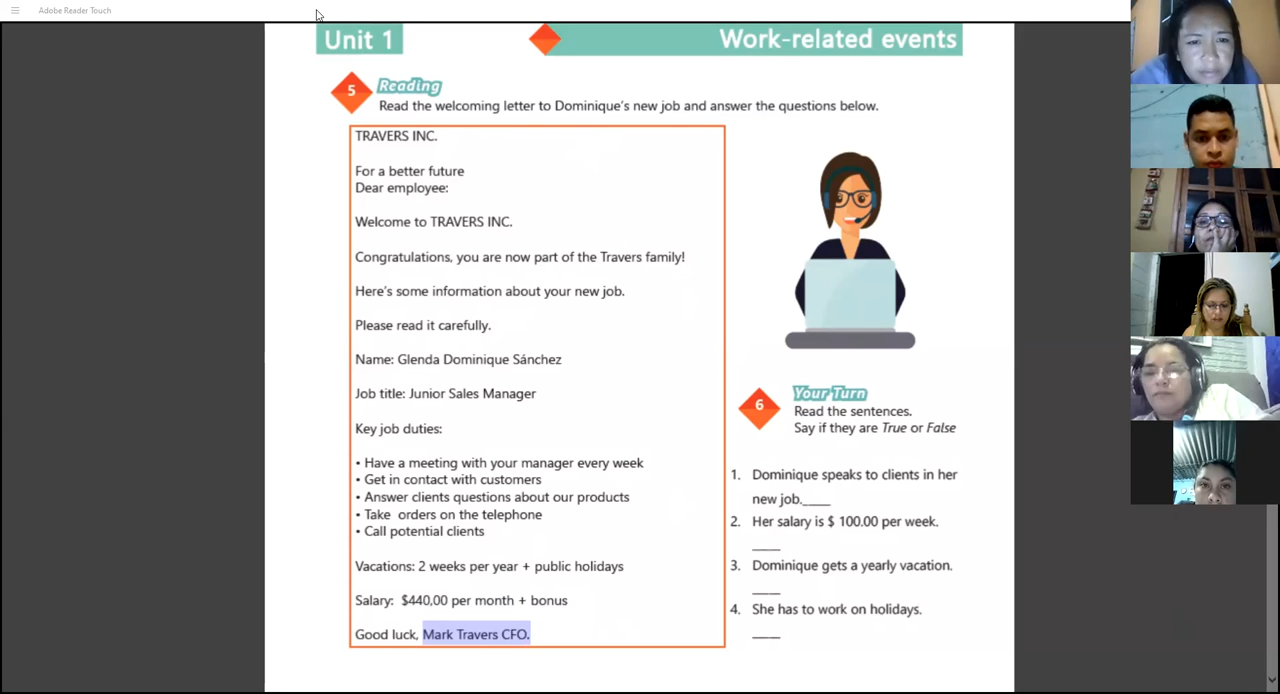 Adobe Reader Touch
Unit 1
Work-related events
5
Reading
Read the welcoming letter to Dominique's new job and answer the questions below.
TRAVERS INC.
For a better future
Dear employee:
Welcome to TRAVERS INC.
Congratulations, you are now part of the Travers family!
Here's some information about your new job.
Please read it carefully.
Name: Glenda Dominique Sánchez
Job title: Junior Sales Manager
Key job duties:
• Have a meeting with your manager every week
• Get in contact with customers
• Answer clients questions about our products
• Take orders on the telephone
• Call potential clients
Vacations: 2 weeks per year + public holidays
Salary: $440,00 per month + bonus
Good luck, Mark Travers CFO.
6
Your Turn
Read the sentences.
Say if they are True or False
1. Dominique speaks to clients in her
new job.____
2. Her salary is $ 100.00 per week.
____
3. Dominique gets a yearly vacation.
____
4. She has to work on holidays.
____